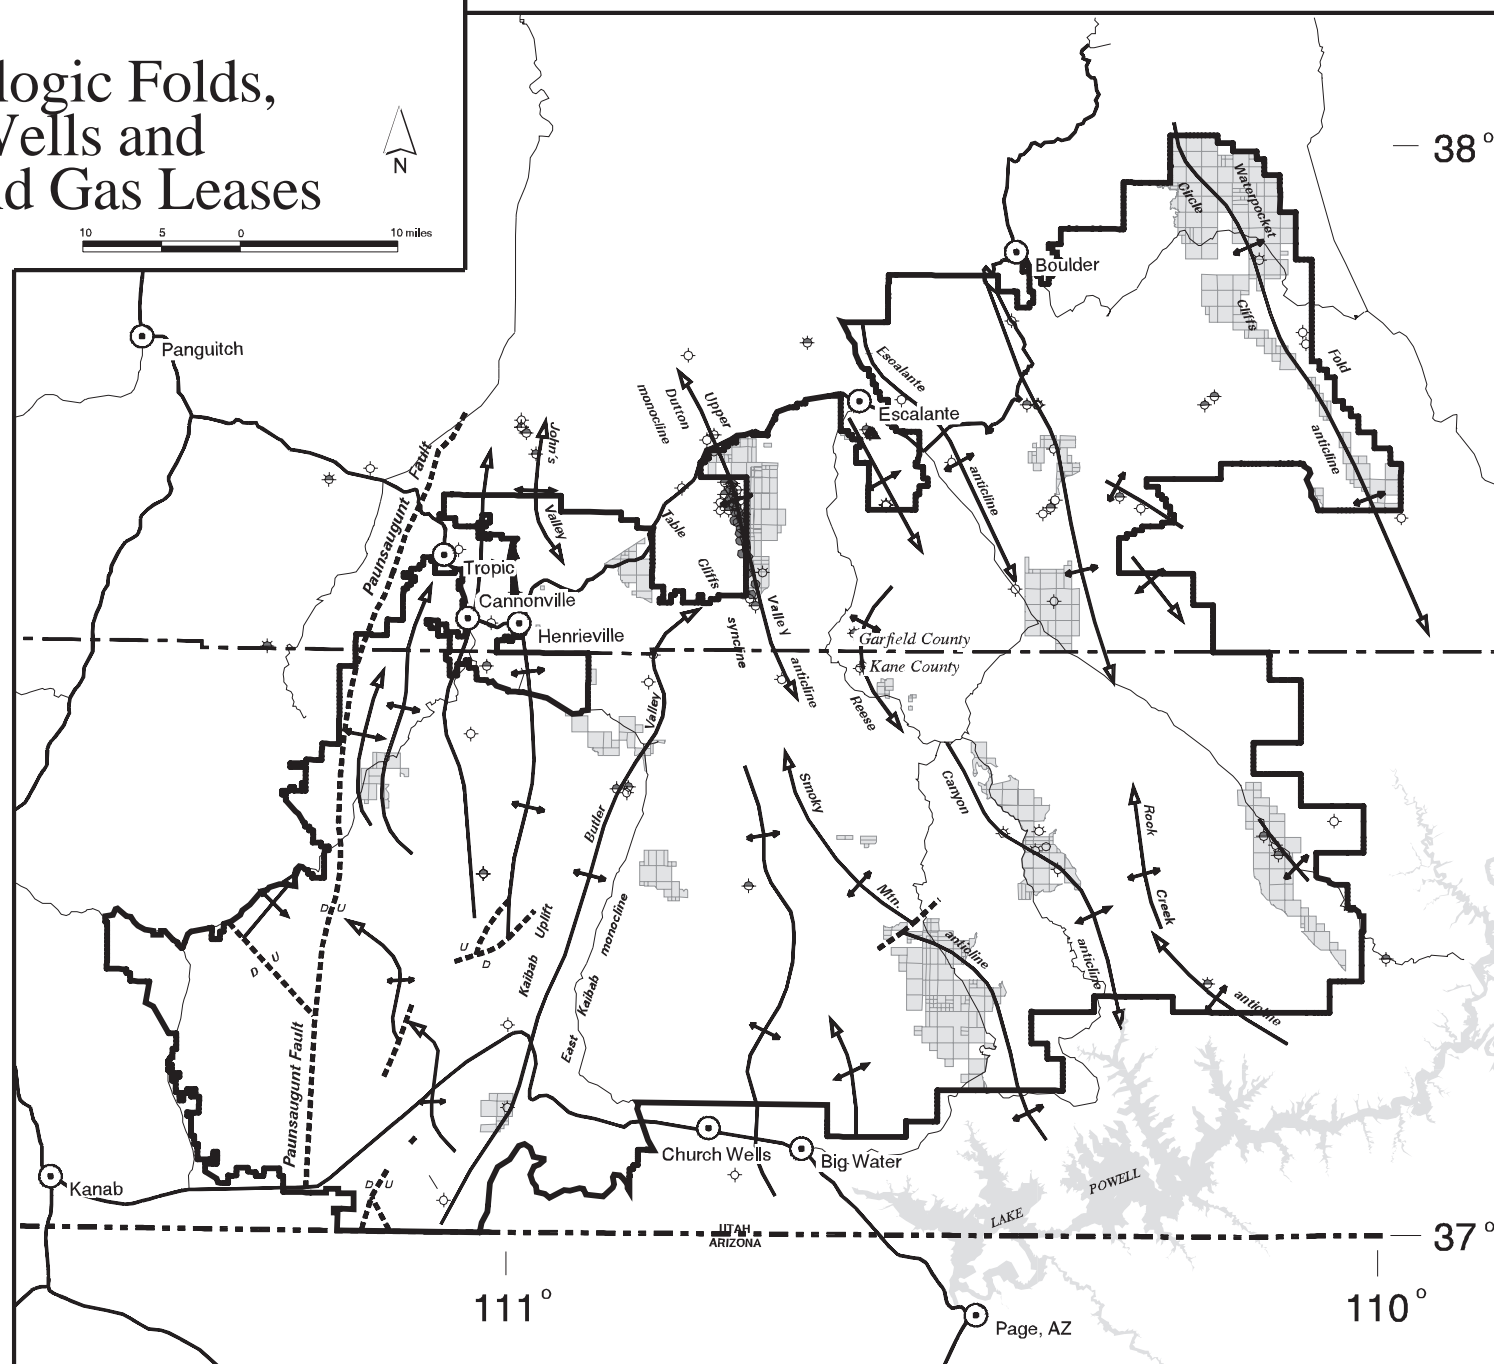 logic Folds,
Wells and
nd Gas Leases
N
10 5 0 10 miles
38°
Circle
Waterpocket
Boulder
Cliffs
Panguitch
Fold
Escalante
Escalante
Upper
Dutton
monocline
John's
Valley
anticline
anticline
Paunsaugunt Fault
Table
Cliffs
syncline
Tropic
Cannonville
Henrieville
Valley
anticline
Garfield County
Kane County
Reese
Valley
Canyon
Smoky
Rook
Butler
Mtn.
Creek
D U
D U
U
D
Uplift
monocline
anticline
anticline
Kaibab
Kaibab
anticline
East
Paunsaugunt Fault
Church Wells
Big Water
Kanab
D U
POWELL
LAKE
UTAH
ARIZONA
37°
111°
110°
Page, AZ